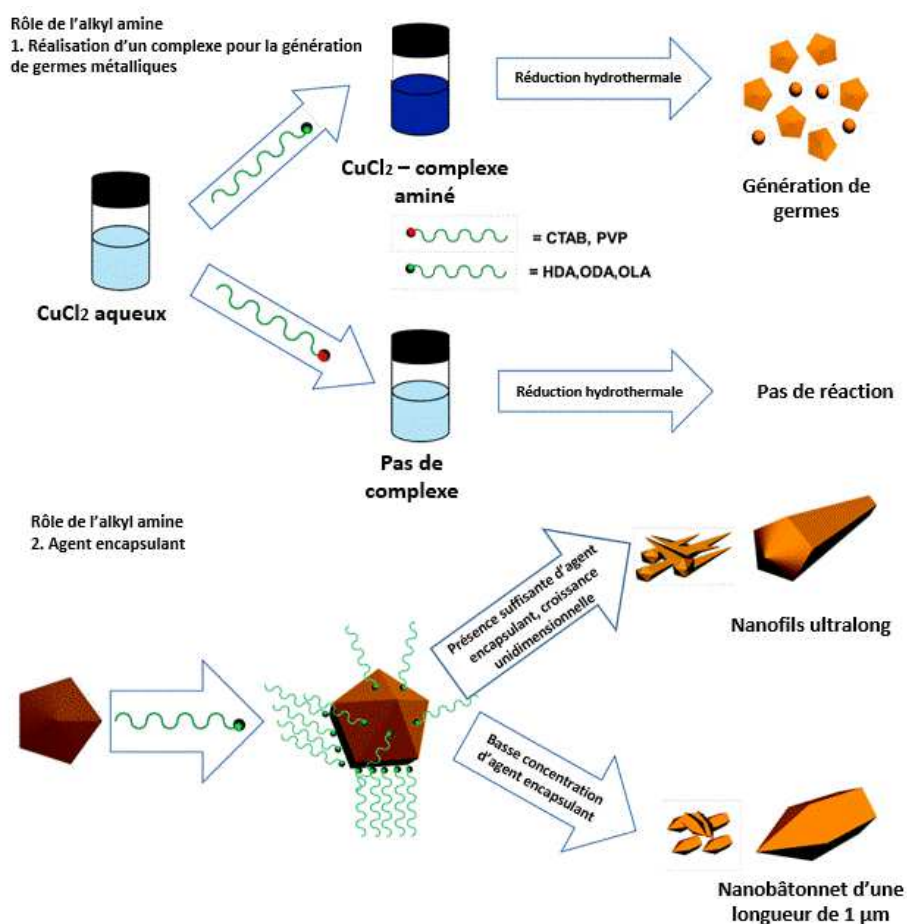 Rôle de l'alkyl amine
1. Réalisation d'un complexe pour la génération
de germes métalliques
Réduction hydrothermale
CuCl2 – complexe
aminé
Génération de
germes
= CTAB, PVP
= HDA,ODA,OLA
CuCl2 aqueux
Réduction hydrothermale
Pas de réaction
Pas de
complexe
Rôle de l'alkyl amine
2. Agent encapsulant
Présence suffisante d'agent
encapsulant, croissance
unidimensionnelle
Nanofils ultralong
Basse concentration
d'agent encapsulant
Nanobâtonnet d'une
longueur de 1 µm